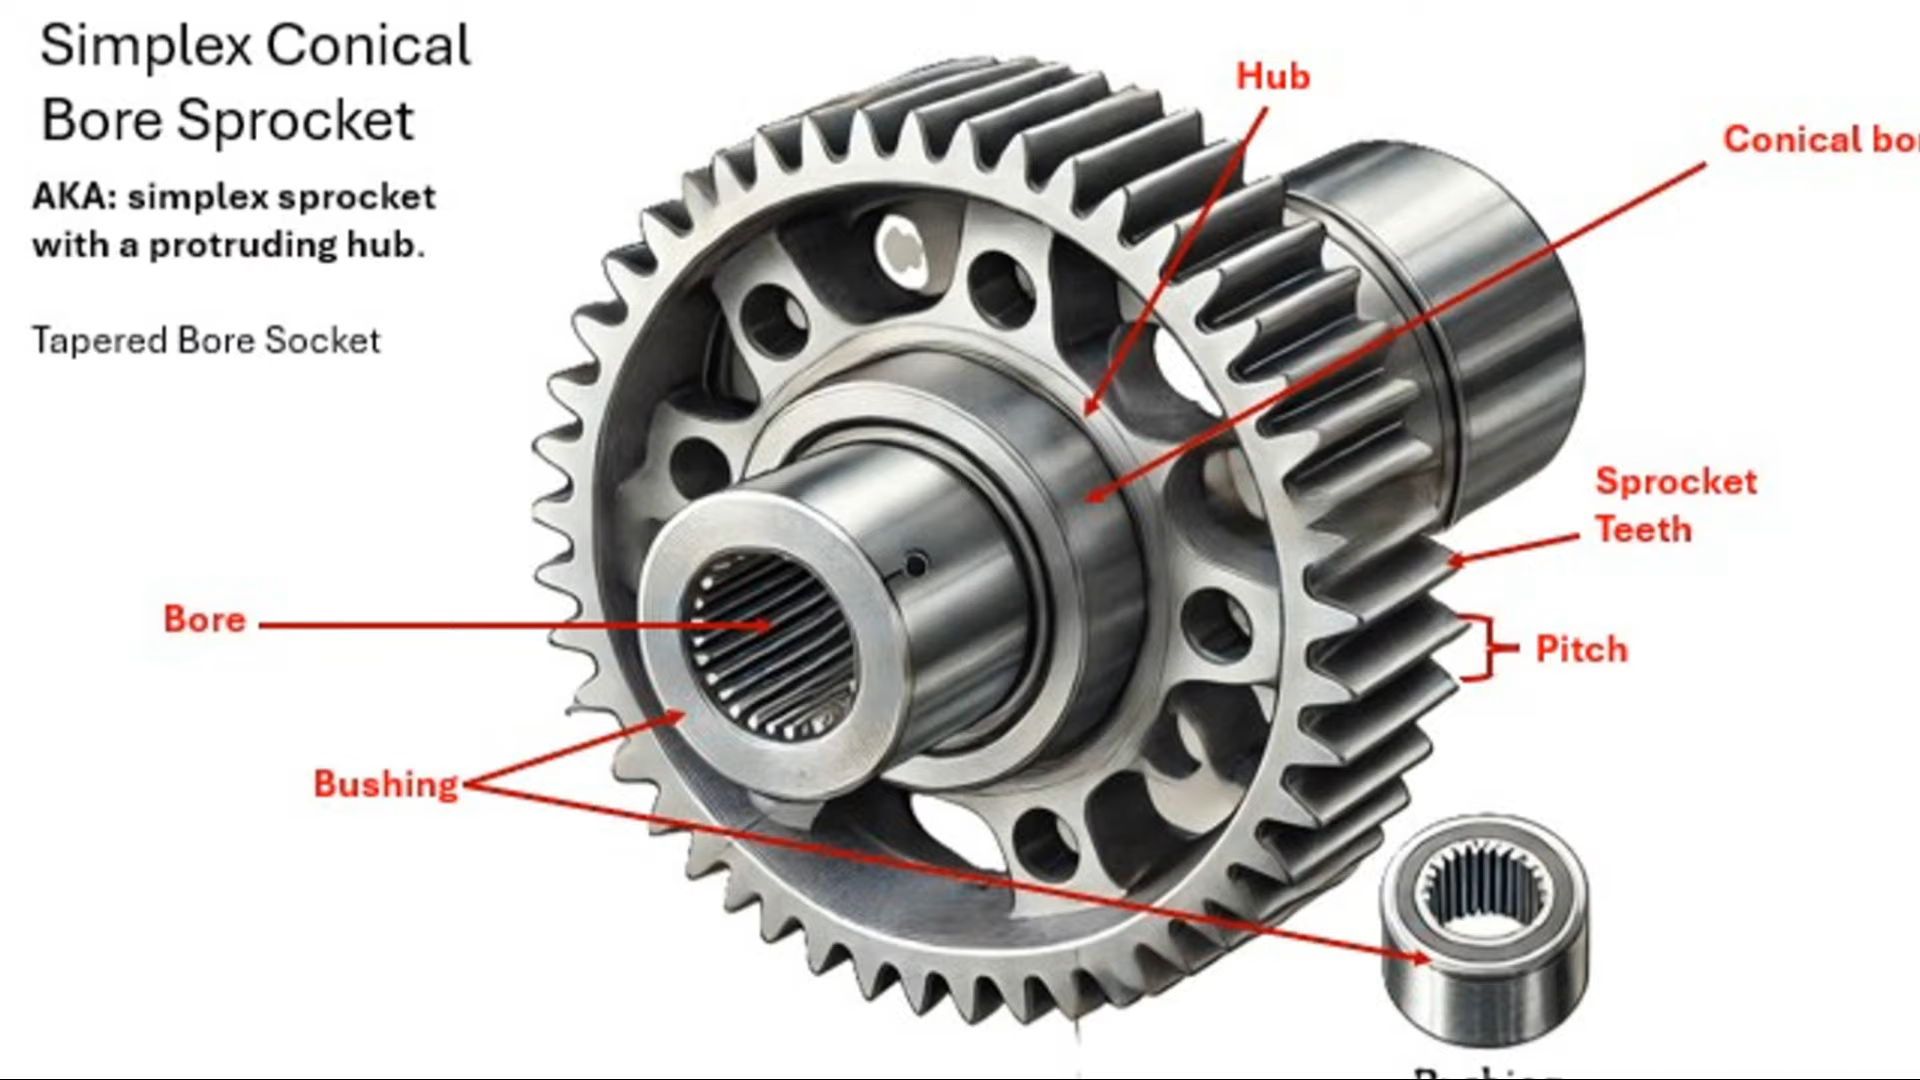 Simplex Conical
Bore Sprocket
AKA: simplex sprocket
with a protruding hub.
Tapered Bore Socket
Hub
Conical
Sprocket
Teeth
Pitch
Bore
Bushing